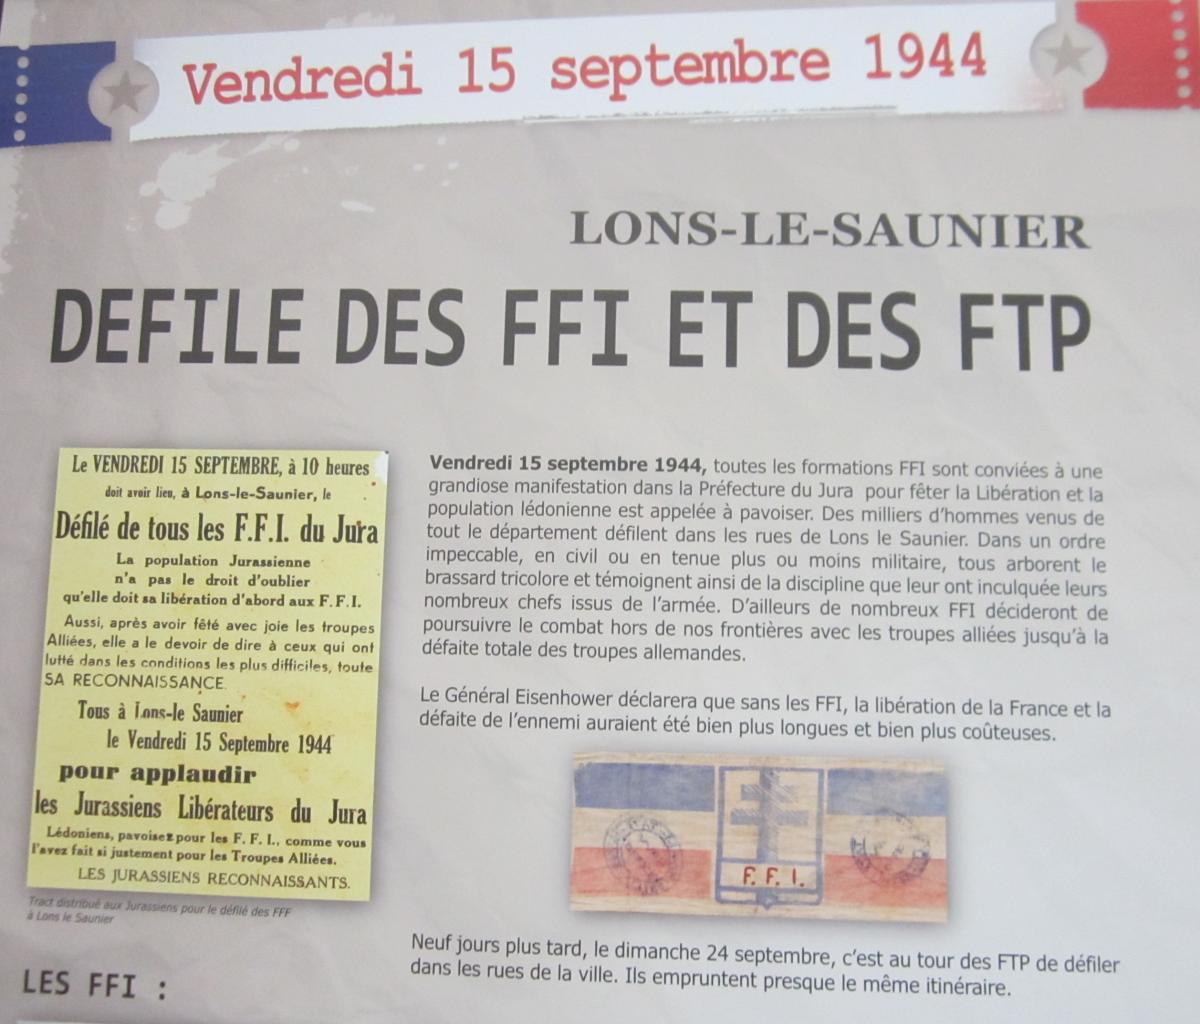 Vendredi 15 septembre 1944
LONS-LE-SAUNIER
DEFILE DES FFI ET DES FTP
Le VENDREDI 15 SEPTEMBRE, à 10 heures
doit avoir lieu, à Lons-le-Saunier, le
Défilé de tous les F.F.I. du Jura
La population Jurassienne
n'a pas le droit d'oublier
qu'elle doit sa libération d'abord aux F.F.I.
Aussi, après avoir fêté avec joie les troupes
Alliées, elle a le devoir de dire à ceux qui ont
lutté dans les conditions les plus difficiles, toute
SA RECONNAISSANCE.
Tous à Lons-le Saunier
le Vendredi 15 Septembre 1944
pour applaudir
les Jurassiens Libérateurs du Jura
Lédoniens, pavoisez pour les F. F. I., comme vous
l'avez fait si justement pour les Troupes Alliées.
LES JURASSIENS RECONNAISSANTS.
Tract distribué aux Jurassiens pour le défilé des FFF
à Lons le Saunier
LES FFI :
Vendredi 15 septembre 1944, toutes les formations FFI sont conviées à une
grandiose manifestation dans la Préfecture du Jura pour fêter la Libération et la
population lédonienne est appelée à pavoiser. Des milliers d'hommes venus de
tout le département défilent dans les rues de Lons le Saunier. Dans un ordre
impeccable, en civil ou en tenue plus ou moins militaire, tous arborent le
brassard tricolore et témoignent ainsi de la discipline que leur ont inculquée leurs
nombreux chefs issus de l'armée. D'ailleurs de nombreux FFI décideront de
poursuivre le combat hors de nos frontières avec les troupes alliées jusqu'à la
défaite totale des troupes allemandes.
Le Général Eisenhower déclarera que sans les FFI, la libération de la France et la
défaite de l'ennemi auraient été bien plus longues et bien plus coûteuses.
F. F. I.
Neuf jours plus tard, le dimanche 24 septembre, c'est au tour des FTP de défiler
dans les rues de la ville. Ils empruntent presque le même itinéraire.